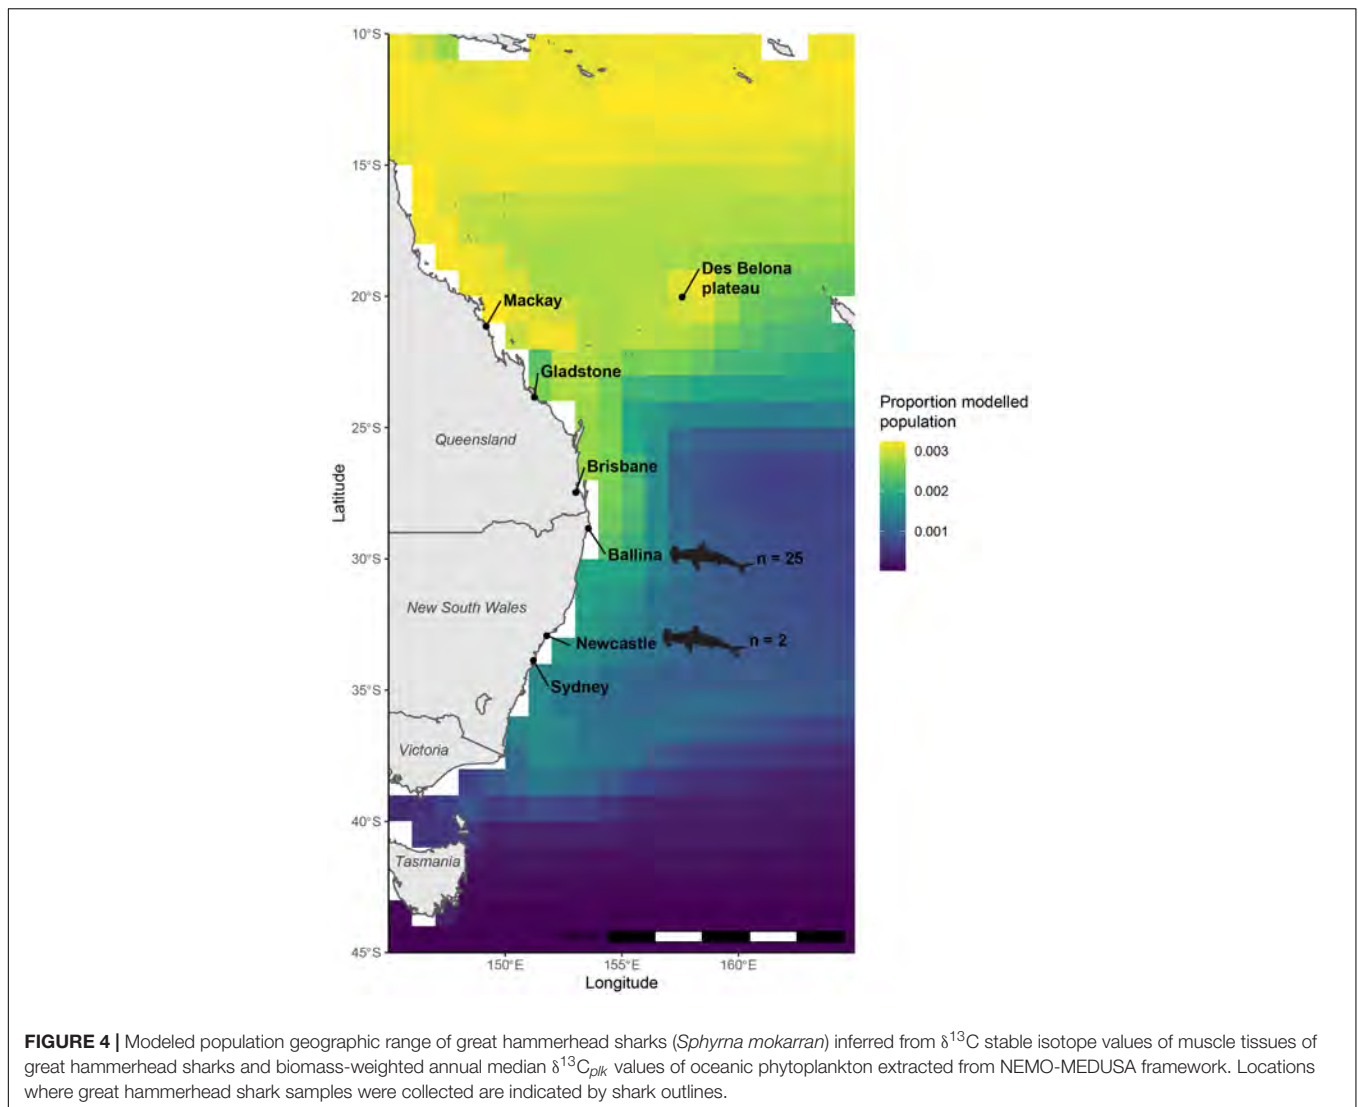 10°S
15°S
20°S
25°S
30°S
35°S
40°S
45°S
Latitude
150°E
155°E
160°E
Longitude
Des Belona
plateau
Mackay
Gladstone
Queensland
Brisbane
Ballina
n = 25
New South Wales
Newcastle
n = 2
Sydney
Victoria
Tasmania
Proportion modelled
population
0.003
0.002
0.001
FIGURE 4 | Modeled population geographic range of great hammerhead sharks (Sphyrna mokarran) inferred from δ13C stable isotope values of muscle tissues of
great hammerhead sharks and biomass-weighted annual median δ13Cplk values of oceanic phytoplankton extracted from NEMO-MEDUSA framework. Locations
where great hammerhead shark samples were collected are indicated by shark outlines.